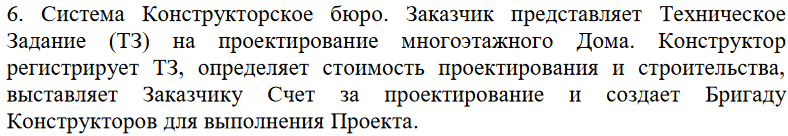 6. Система Конструкторское бюро. Заказчик представляет Техническое
Задание (ТЗ) на проектирование многоэтажного Дома. Конструктор
регистрирует ТЗ, определяет стоимость проектирования и строительства,
выставляет Заказчику Счет за проектирование и создает Бригаду
Конструкторов для выполнения Проекта.